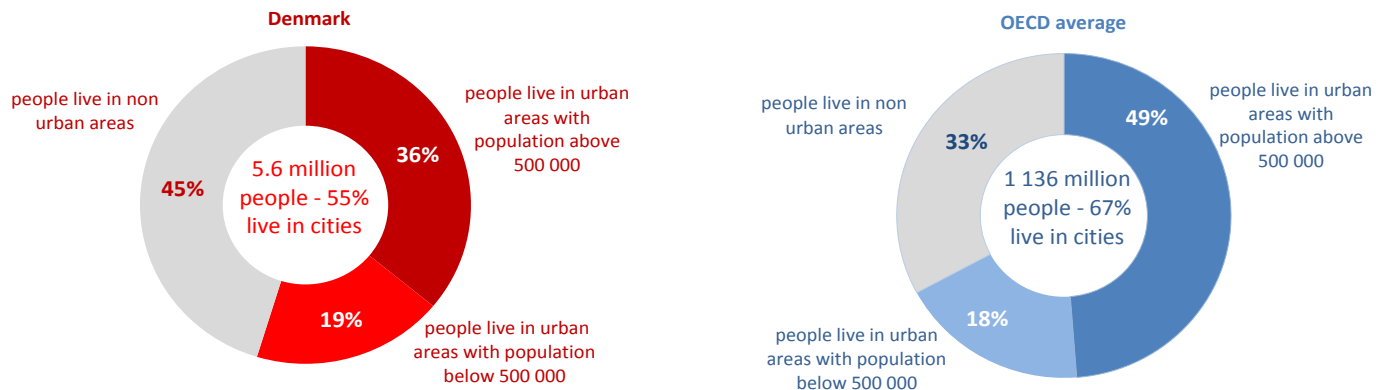 Denmark
people live in non
urban areas
people live in urban
areas with
population above
500 000
36%
45%
5.6 million
people - 55%
live in cities
19%
people live in urban
areas with population
below 500 000
OECD average
people live in non
urban areas
people live in urban
areas with
population above
500 000
49%
33%
1 136 million
people - 67%
live in cities
18%
people live in urban
areas with population
below 500 000